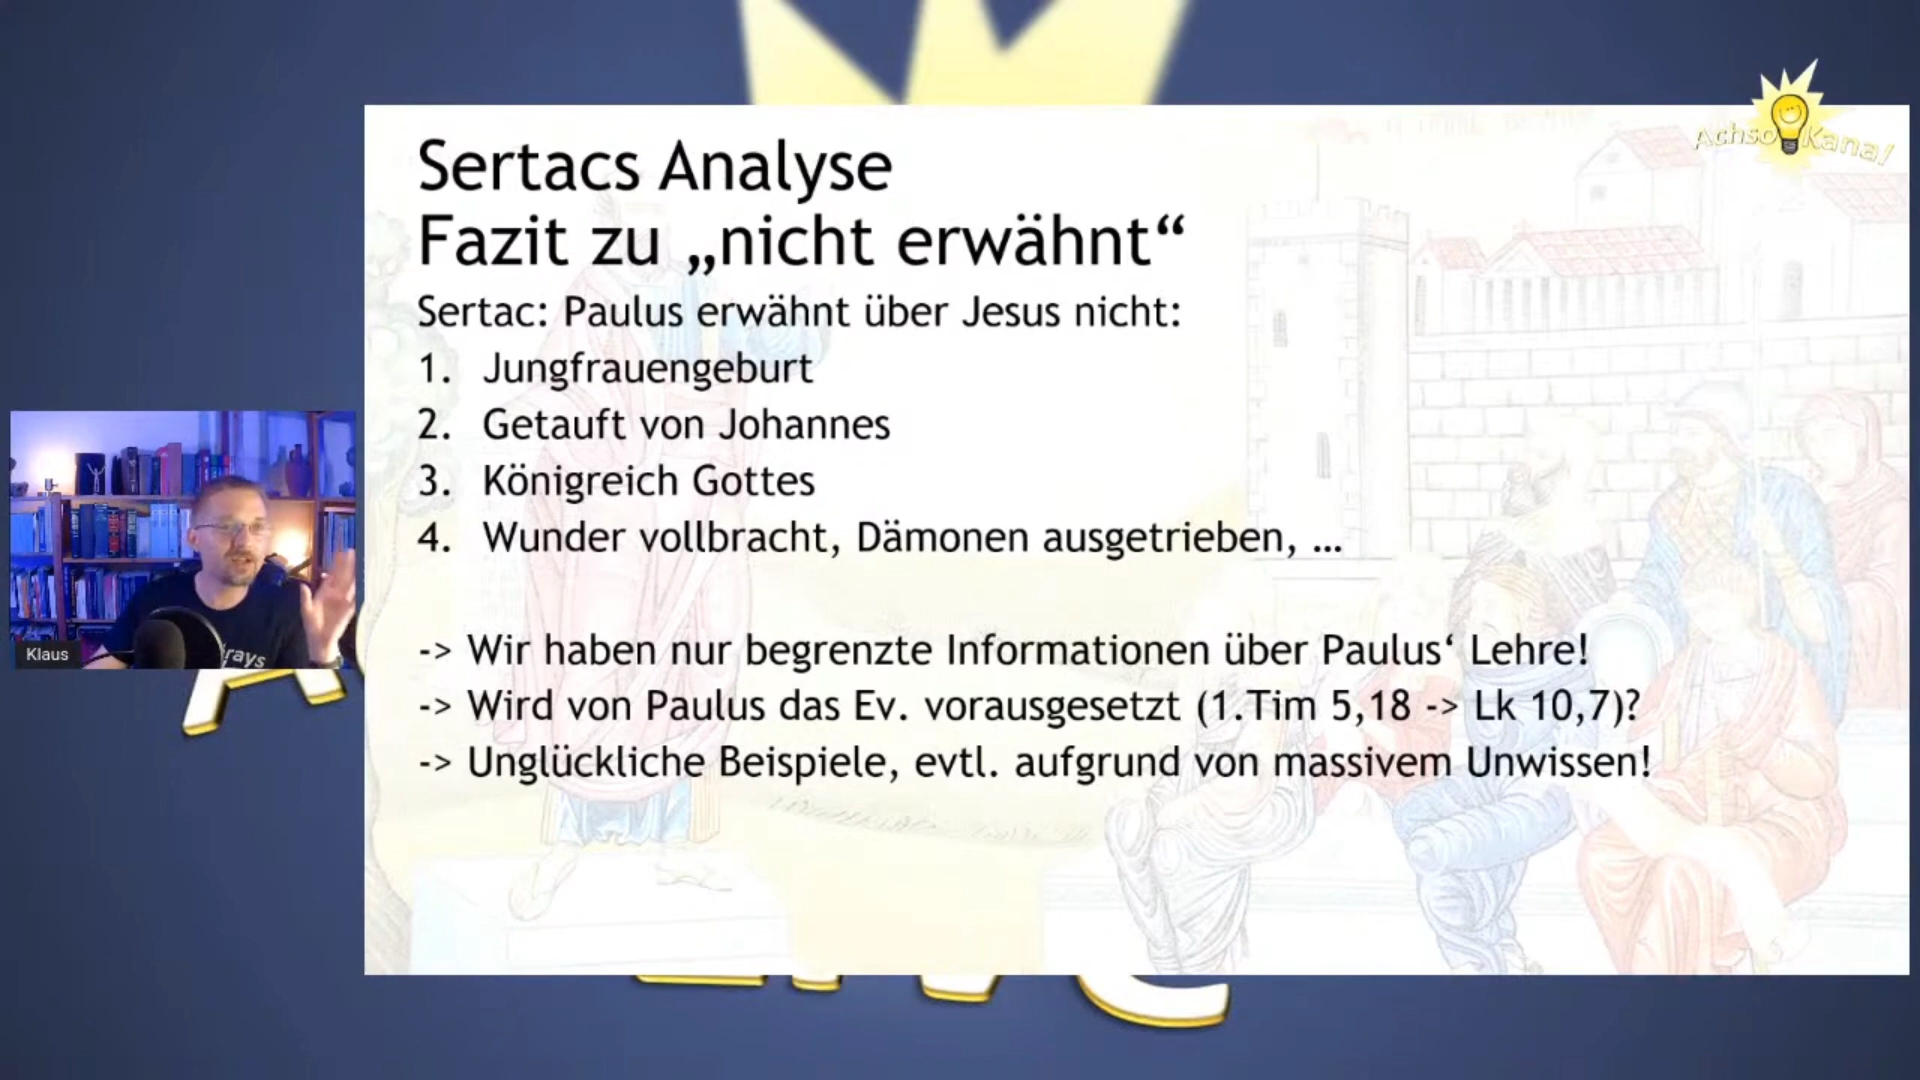 Achso Kanal
Sertacs Analyse
Fazit zu „nicht erwähnt“
Sertac: Paulus erwähnt über Jesus nicht:
1. Jungfrauengeburt
2. Getauft von Johannes
3. Königreich Gottes
4. Wunder vollbracht, Dämonen ausgetrieben, ...
-> Wir haben nur begrenzte Informationen über Paulus‘ Lehre!
-> Wird von Paulus das Ev. vorausgesetzt (1.Tim 5,18 -> Lk 10,7)?
-> Unglückliche Beispiele, evtl. aufgrund von massivem Unwissen!
Klaus